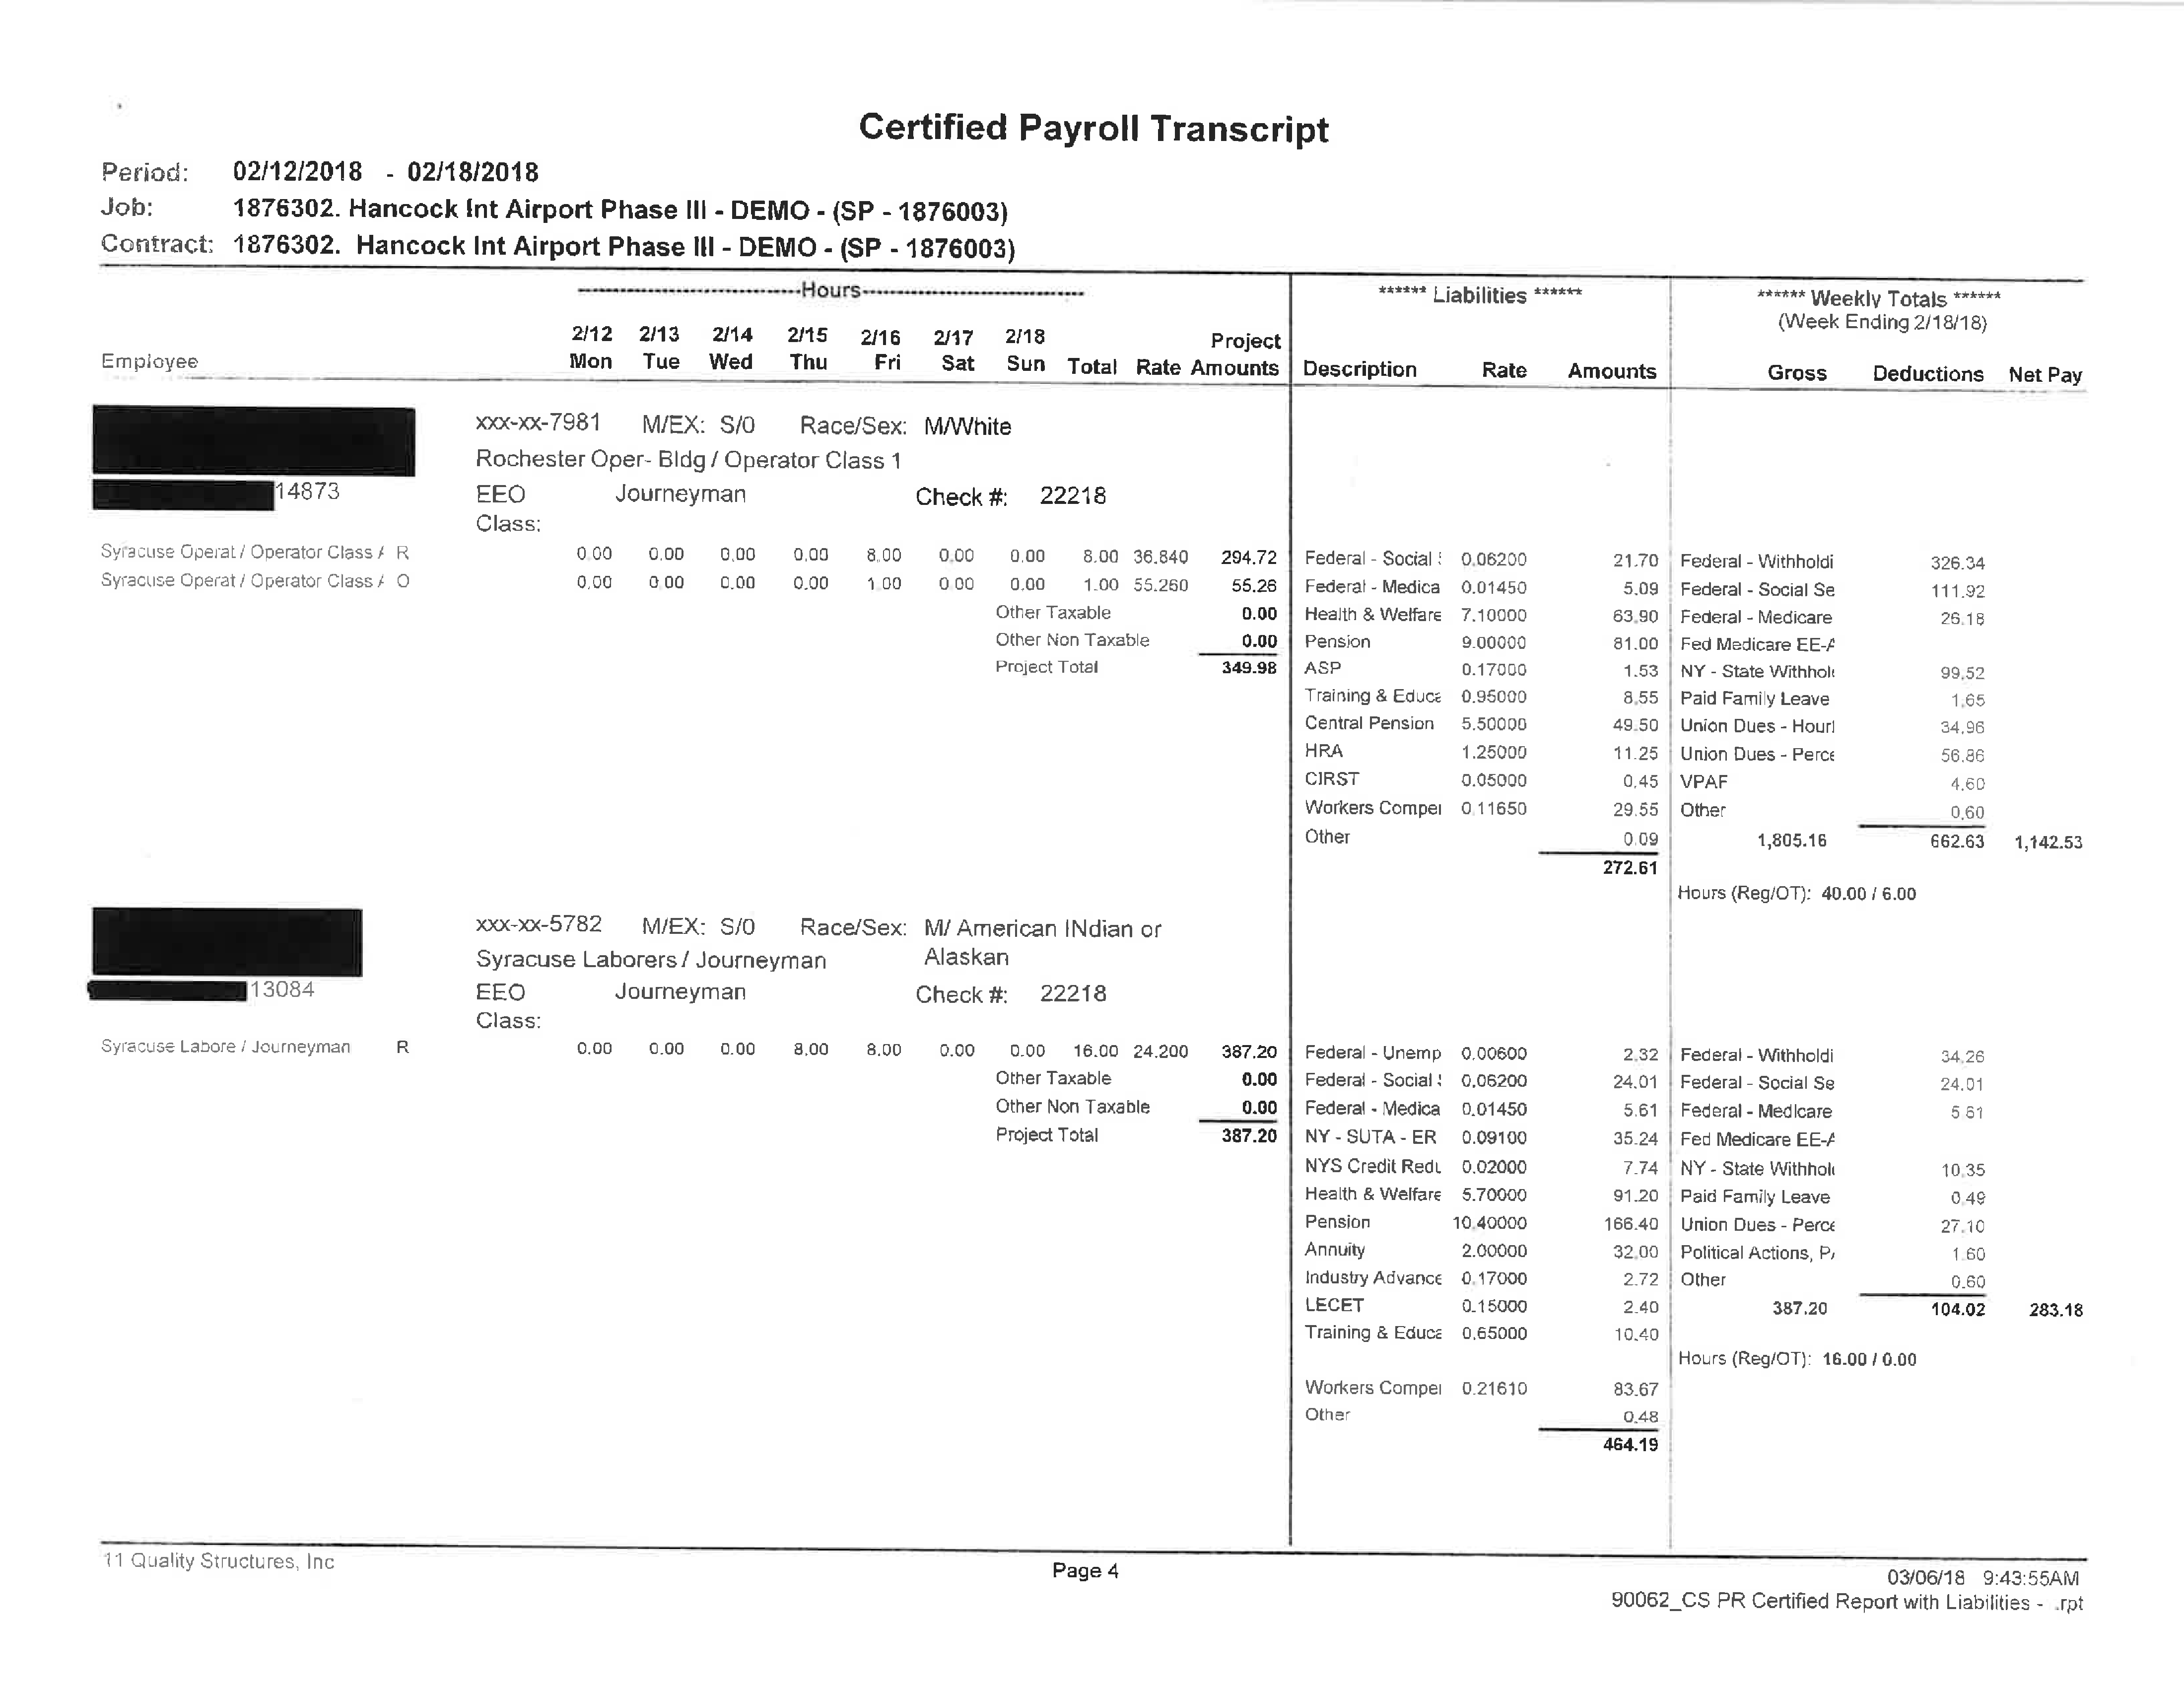 Certified Payroll Transcript
Period: 02/12/2018 - 02/18/2018
Job: 1876302. Hancock Int Airport Phase III - DEMO - (SP - 1876003)
Contract: 1876302. Hancock Int Airport Phase III - DEMO - (SP - 1876003)
Hours ****** Liabilities ****** ****** Weekly Totals ******
(Week Ending 2/18/18)
2/12 2/13 2/14 2/15 2/16 2/17 2/18 Project
Employee Mon Tue Wed Thu Fri Sat Sun Total Rate Amounts Description Rate Amounts Gross Deductions Net Pay
xxx-xx-7981 M/EX: S/0 Race/Sex: M/White
Rochester Oper- Bldg / Operator Class 1
14873 EEO Journeyman Check #: 22218
Class:
Syracuse Operat / Operator Class / R 0.00 0.00 0.00 0.00 8.00 0.00 0.00 8.00 36.840 294.72 Federal - Social 0.06200 21.70 Federal - Withholdi 326.34
Syracuse Operat / Operator Class / O 0.00 0.00 0.00 0.00 1.00 0.00 0.00 1.00 55.260 55.26 Federal - Medica 0.01450 5.09 Federal - Social Se 111.92
Other Taxable 0.00 Health & Welfare 7.10000 63.90 Federal - Medicare 26.18
Other Non Taxable 0.00 Pension 9.00000 81.00 Fed Medicare EE-A
Project Total 349.98 ASP 0.17000 1.53 NY - State Withhol 99.52
Training & Educa 0.95000 8.55 Paid Family Leave 1.65
Central Pension 5.50000 49.50 Union Dues - Hourl 34.96
HRA 1.25000 11.25 Union Dues - Perce 56.86
CIRST 0.05000 0.45 VPAF 4.60
Workers Compe 0.11650 29.55 Other 0.60
Other 0.09 1,805.16 662.63 1,142.53
272.61
Hours (Reg/OT): 40.00 / 6.00
xxx-xx-5782 M/EX: S/0 Race/Sex: M/ American INdian or
Syracuse Laborers / Journeyman Alaskan
13084 EEO Journeyman Check #: 22218
Class:
Syracuse Labore / Journeyman R 0.00 0.00 0.00 8.00 8.00 0.00 0.00 16.00 24.200 387.20 Federal - Unemp 0.00600 2.32 Federal - Withholdi 34.26
Other Taxable 0.00 Federal - Social 0.06200 24.01 Federal - Social Se 24.01
Other Non Taxable 0.00 Federal - Medica 0.01450 5.61 Federal - Medicare 5.61
Project Total 387.20 NY - SUTA - ER 0.09100 35.24 Fed Medicare EE-A
NYS Credit Redu 0.02000 7.74 NY - State Withhol 10.35
Health & Welfare 5.70000 91.20 Paid Family Leave 0.49
Pension 10.40000 166.40 Union Dues - Perce 27.10
Annuity 2.00000 32.00 Political Actions, P 1.60
Industry Advance 0.17000 2.72 Other 0.60
LECET 0.15000 2.40 387.20 104.02 283.18
Training & Educa 0.65000 10.40
Hours (Reg/OT): 16.00 / 0.00
Workers Compe 0.21610 83.67
Other 0.48
464.19
11 Quality Structures, Inc Page 4 03/06/18 9:43:55AM
90062_CS PR Certified Report with Liabilities - .rpt